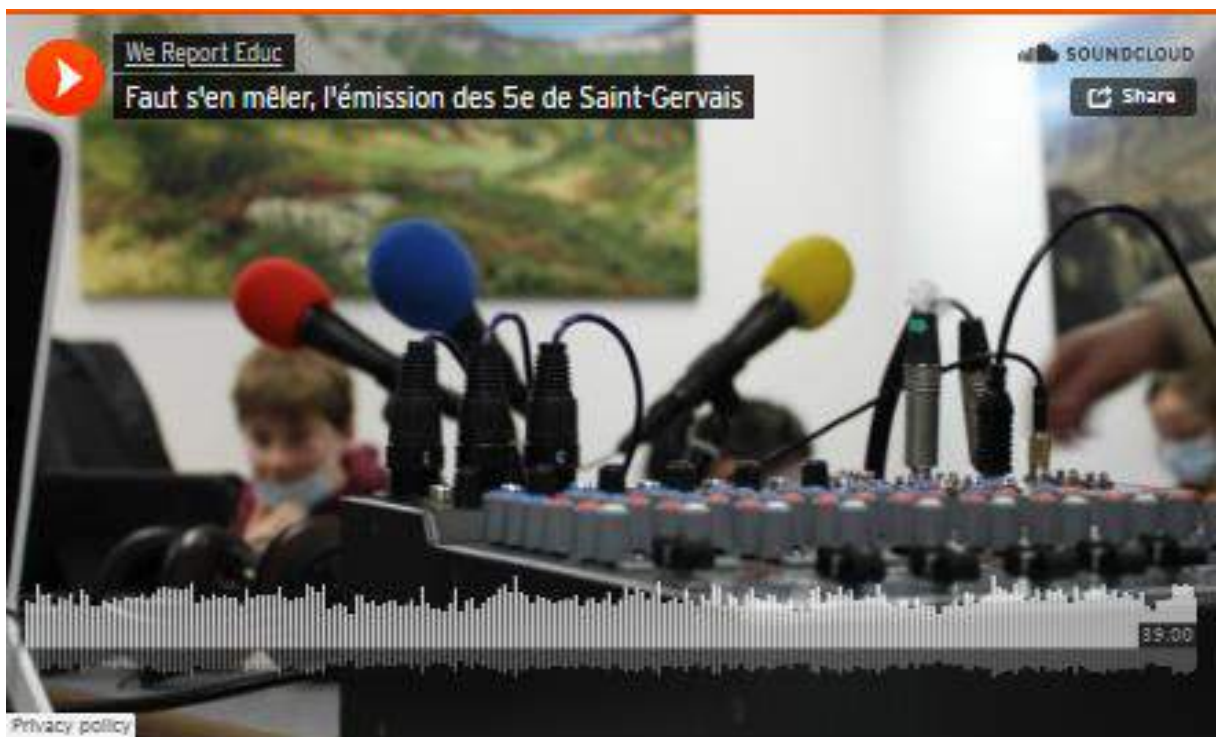 We Report Educ
SOUNDCLOUD
Faut s'en mêler, l'émission des 5e de Saint-Gervais
Share
39:00
Privacy policy